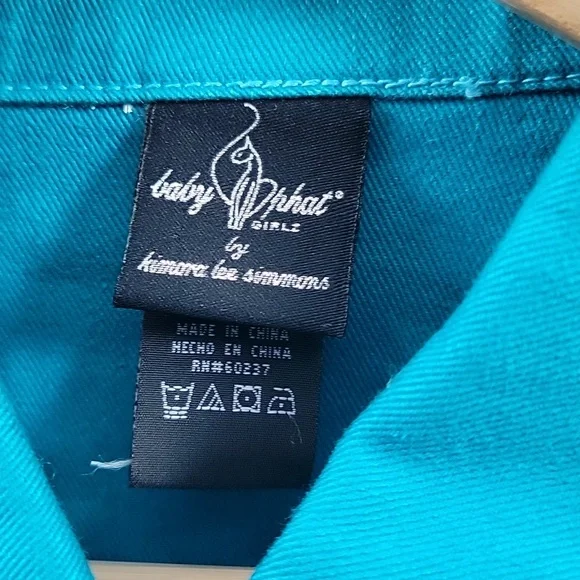 baby phat®
GIRLZ
by
kimora lee simmons
MADE IN CHINA
HECHO EN CHINA
RN#60237